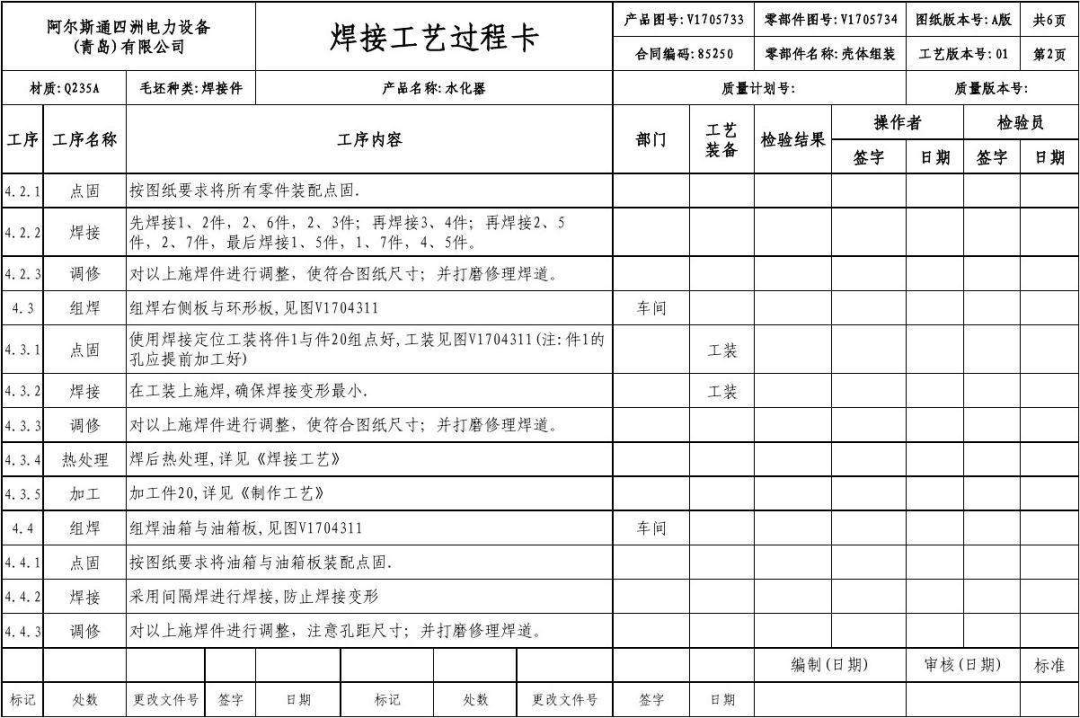 阿尔斯通四洲电力设备
(青岛)有限公司
焊接工艺过程卡
产品图号:V1705733
零部件图号:V1705734
图纸版本号:A版
共6页
合同编码:85250
零部件名称:壳体组装
工艺版本号:01
第2页
材质:Q235A
毛坯种类:焊接件
产品名称:水化器
质量计划号:
质量版本号:
工序
工序名称
工序内容
部门
工艺
装备
检验结果
操作者
检验员
签字
日期
签字
日期
4.2.1 点固 按图纸要求将所有零件装配点固.
4.2.2 焊接 先焊接1、2件，2、6件，2、3件；再焊接3、4件；再焊接2、5
件，2、7件，最后焊接1、5件，1、7件，4、5件。
4.2.3 调修 对以上施焊件进行调整，使符合图纸尺寸；并打磨修理焊道。
4.3 组焊 组焊右侧板与环形板,见图V1704311 车间
4.3.1 点固 使用焊接定位工装将件1与件20组点好,工装见图V1704311(注:件1的
孔应提前加工好) 工装
4.3.2 焊接 在工装上施焊,确保焊接变形最小. 工装
4.3.3 调修 对以上施焊件进行调整，使符合图纸尺寸；并打磨修理焊道。
4.3.4 热处理 焊后热处理,详见《焊接工艺》
4.3.5 加工 加工件20,详见《制作工艺》
4.4 组焊 组焊油箱与油箱板,见图V1704311 车间
4.4.1 点固 按图纸要求将油箱与油箱板装配点固.
4.4.2 焊接 采用间隔焊进行焊接,防止焊接变形
4.4.3 调修 对以上施焊件进行调整，注意孔距尺寸；并打磨修理焊道。
编制(日期) 审核(日期) 标准
标记 处数 更改文件号 签字 日期 标记 处数 更改文件号 签字 日期